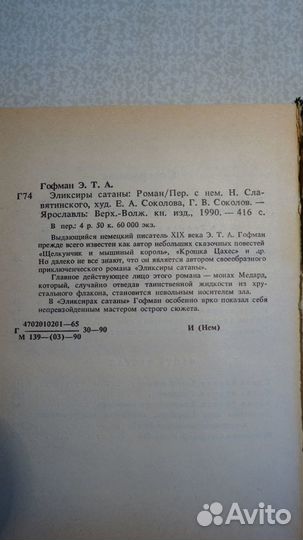 Гофман Э. Т. А.
Г74 Эликсиры сатаны: Роман/Пер. с нем. Н. Сла-
вятинского, худ. Е. А. Соколова, Г. В. Соколов. —
Ярославль: Верх.-Волж. кн. изд., 1990. — 416 с.
В пер.: 4 р. 50 к. 60 000 экз.
Выдающийся немецкий писатель XIX века Э. Т. А. Гофман
прежде всего известен как автор небольших сказочных повестей
«Щелкунчик и мышиный король», «Крошка Цахес» и др.
Но далеко не все знают, что он является автором своеобразного
приключенческого романа «Эликсиры сатаны».
Главное действующее лицо этого романа — монах Медард,
который, случайно отведав таинственной жидкости из хру-
стального флакона, становится невольным носителем зла.
В «Эликсирах сатаны» Гофман особенно ярко показал себя
непревзойденным мастером острого сюжета.
Г 4702010201—65
М 139—(03)—90 30—90 И (Нем)
Avito